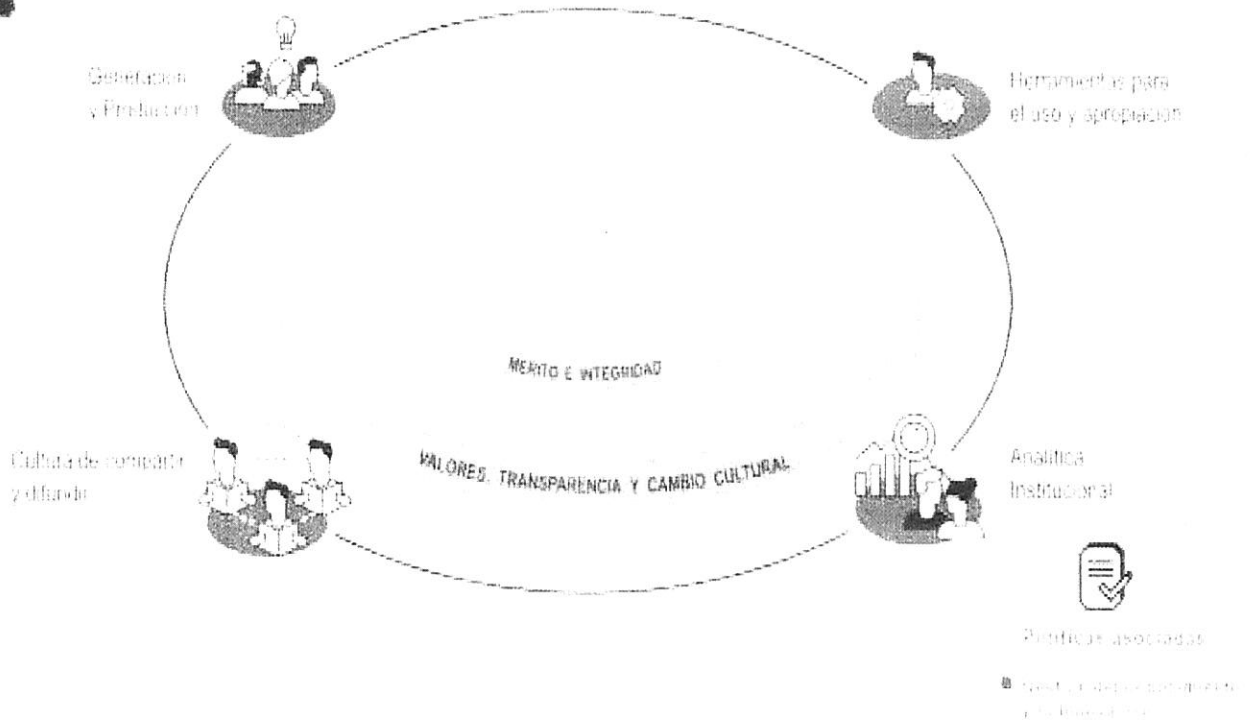 Generación
y Producción
Herramientas para
el uso y apropiación
MÉRITO E INTEGRIDAD
VALORES, TRANSPARENCIA Y CAMBIO CULTURAL
Cultura de compartir
y difundir
Analítica
Institucional
Políticas asociadas